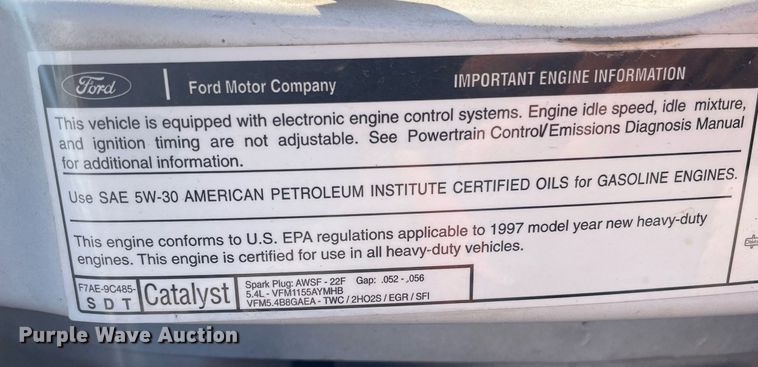 Ford | Ford Motor Company IMPORTANT ENGINE INFORMATION
This vehicle is equipped with electronic engine control systems. Engine idle speed, idle mixture,
and ignition timing are not adjustable. See Powertrain Control/Emissions Diagnosis Manual
for additional information.
Use SAE 5W-30 AMERICAN PETROLEUM INSTITUTE CERTIFIED OILS for GASOLINE ENGINES.
This engine conforms to U.S. EPA regulations applicable to 1997 model year new heavy-duty
engines. This engine is certified for use in all heavy-duty vehicles.
F7AE-9C485-
S D T
Catalyst
Spark Plug: AWSF - 22F Gap: .052 - .056
5.4L - VFM1155AYMHB
VFM5.4B8GAEA - TWC / 2HO2S / EGR / SFI
Purple Wave Auction